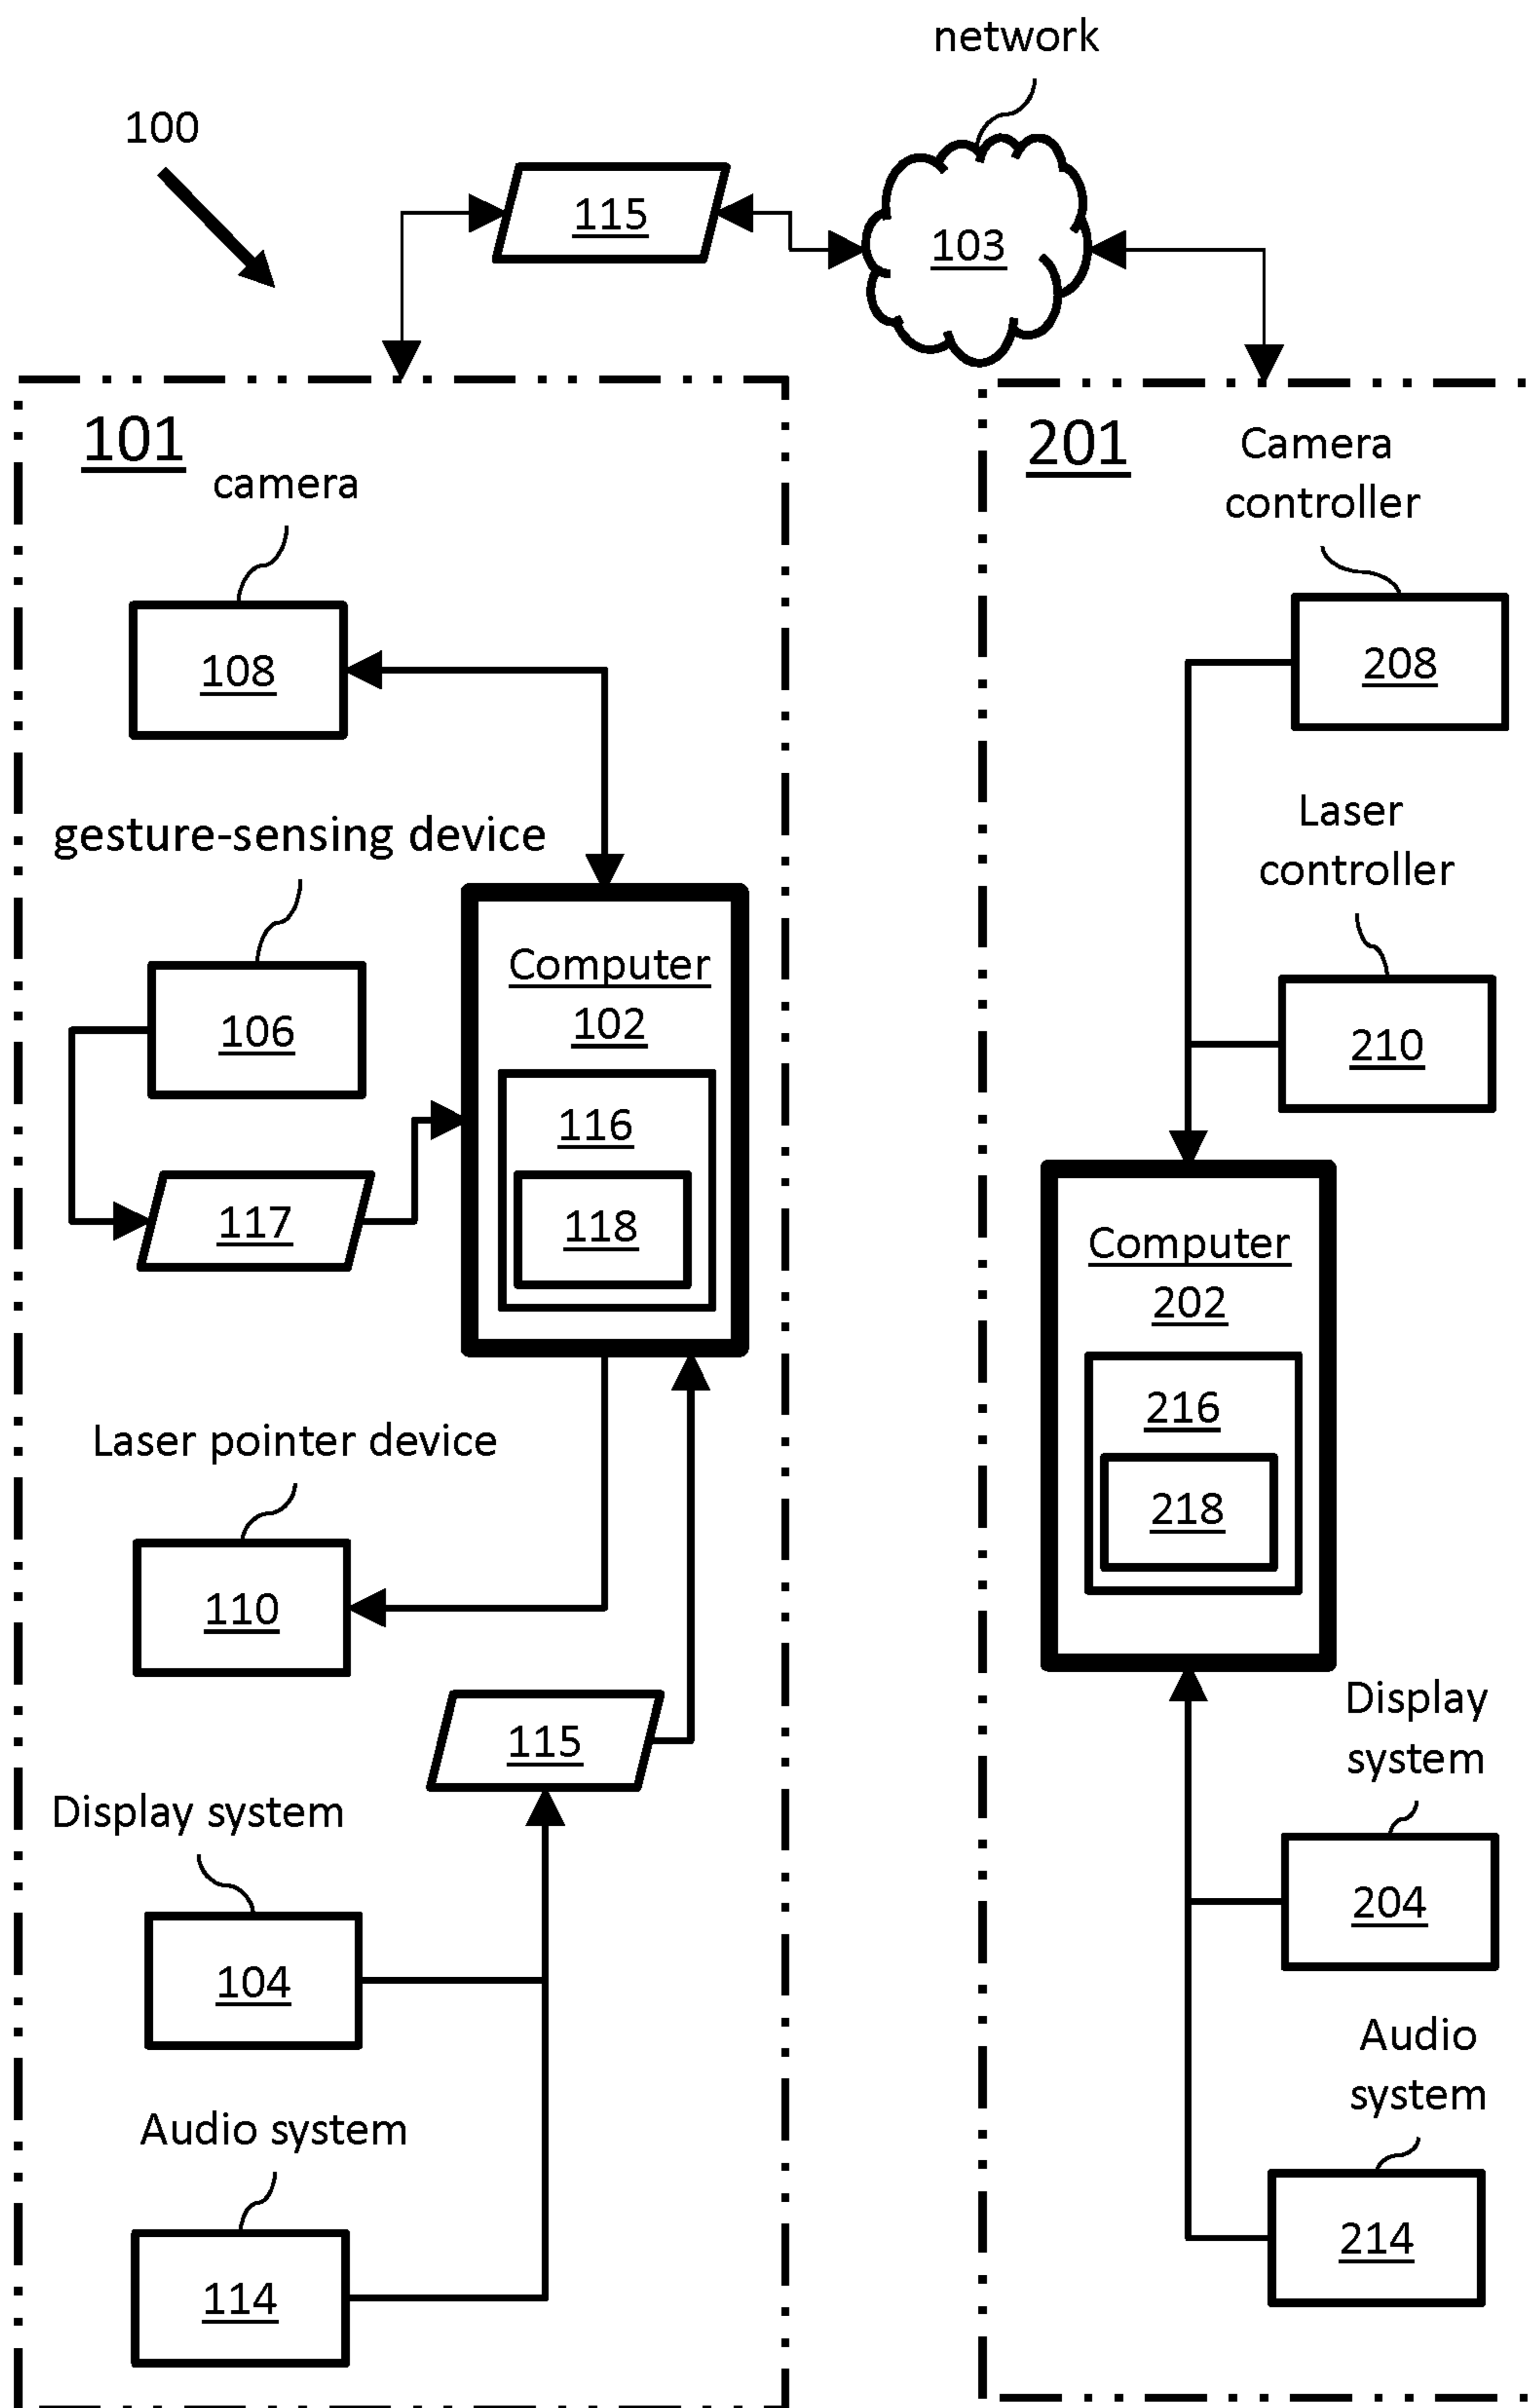 network
100
115
103
101
camera
108
gesture-sensing device
106
117
Computer
102
116
118
Laser pointer device
110
115
Display system
104
Audio system
114
201
Camera
controller
208
Laser
controller
210
Computer
202
216
218
Display
system
204
Audio
system
214